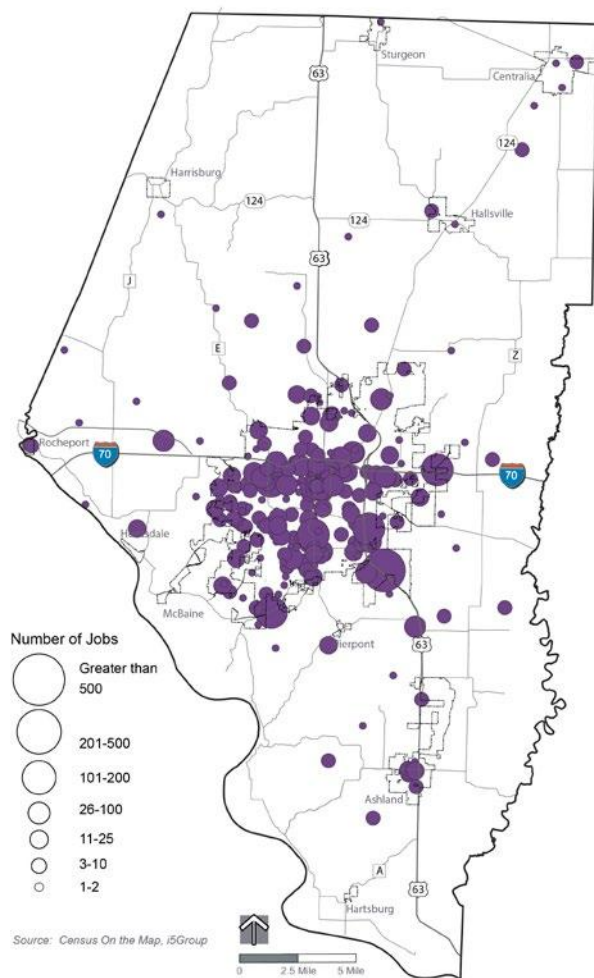 Sturgeon
63
Centralia
124
Harrisburg
124
124
Hallsville
63
J
E
Z
Rocheport
70
70
McBaine
Pierpont
63
Number of Jobs
Greater than
500
201-500
101-200
26-100
11-25
3-10
1-2
Ashland
A
63
Hartsburg
Source: Census On the Map, i5Group
0 2.5 Mile 5 Mile